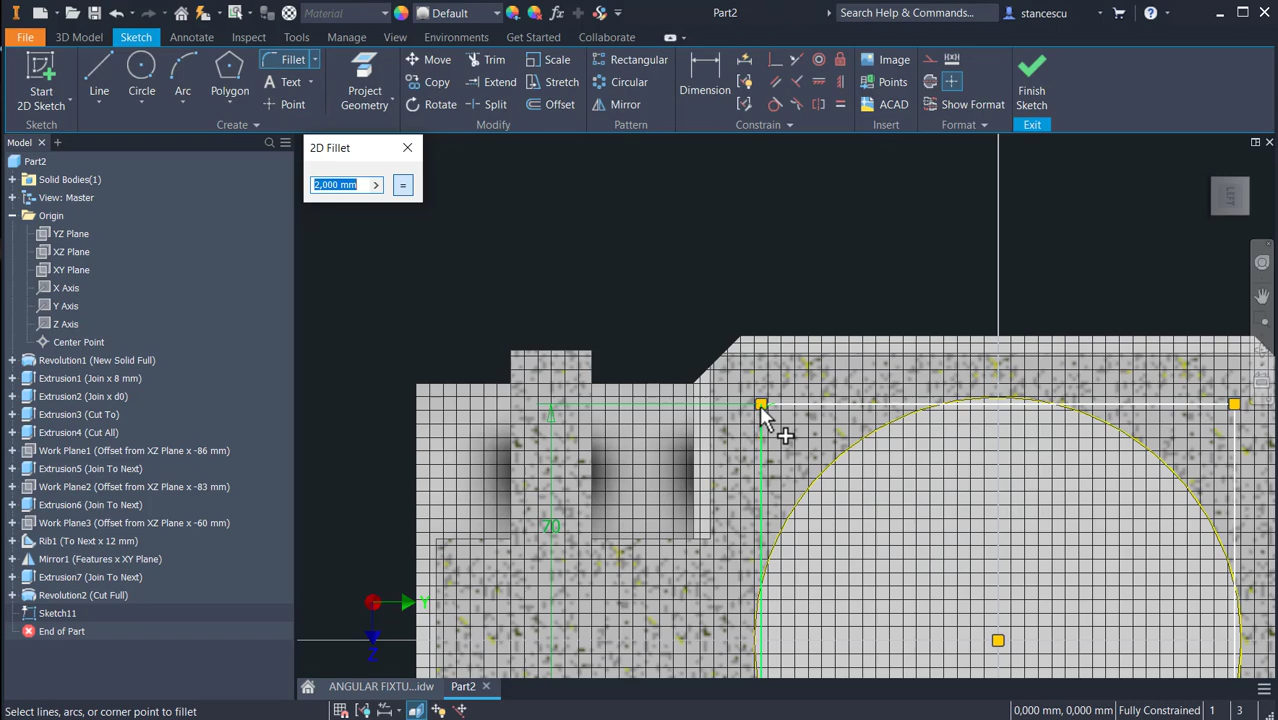 Material
Default
Part2
Search Help & Commands...
stancescu
File
3D Model
Sketch
Annotate
Inspect
Tools
Manage
View
Environments
Get Started
Collaborate
Start
2D Sketch
Line
Circle
Arc
Polygon
Fillet
Text
Point
Project
Geometry
Move
Copy
Rotate
Trim
Extend
Split
Scale
Stretch
Offset
Rectangular
Circular
Mirror
Dimension
Image
Points
ACAD
Show Format
Finish
Sketch
Sketch
Create
Modify
Pattern
Constrain
Insert
Format
Exit
Model
2D Fillet
2,000 mm
Part2
Solid Bodies(1)
View: Master
Origin
YZ Plane
XZ Plane
XY Plane
X Axis
Y Axis
Z Axis
Center Point
Revolution1 (New Solid Full)
Extrusion1 (Join x 8 mm)
Extrusion2 (Join x d0)
Extrusion3 (Cut To)
Extrusion4 (Cut All)
Work Plane1 (Offset from XZ Plane x -86 mm)
Extrusion5 (Join To Next)
Work Plane2 (Offset from XZ Plane x -83 mm)
Extrusion6 (Join To Next)
Work Plane3 (Offset from XZ Plane x -60 mm)
Rib1 (To Next x 12 mm)
Mirror1 (Features x XY Plane)
Extrusion7 (Join To Next)
Revolution2 (Cut Full)
Sketch11
End of Part
LEFT
70
Y
Z
ANGULAR FIXTU...idw
Part2
Select lines, arcs, or corner point to fillet
0,000 mm, 0,000 mm
Fully Constrained
1
3